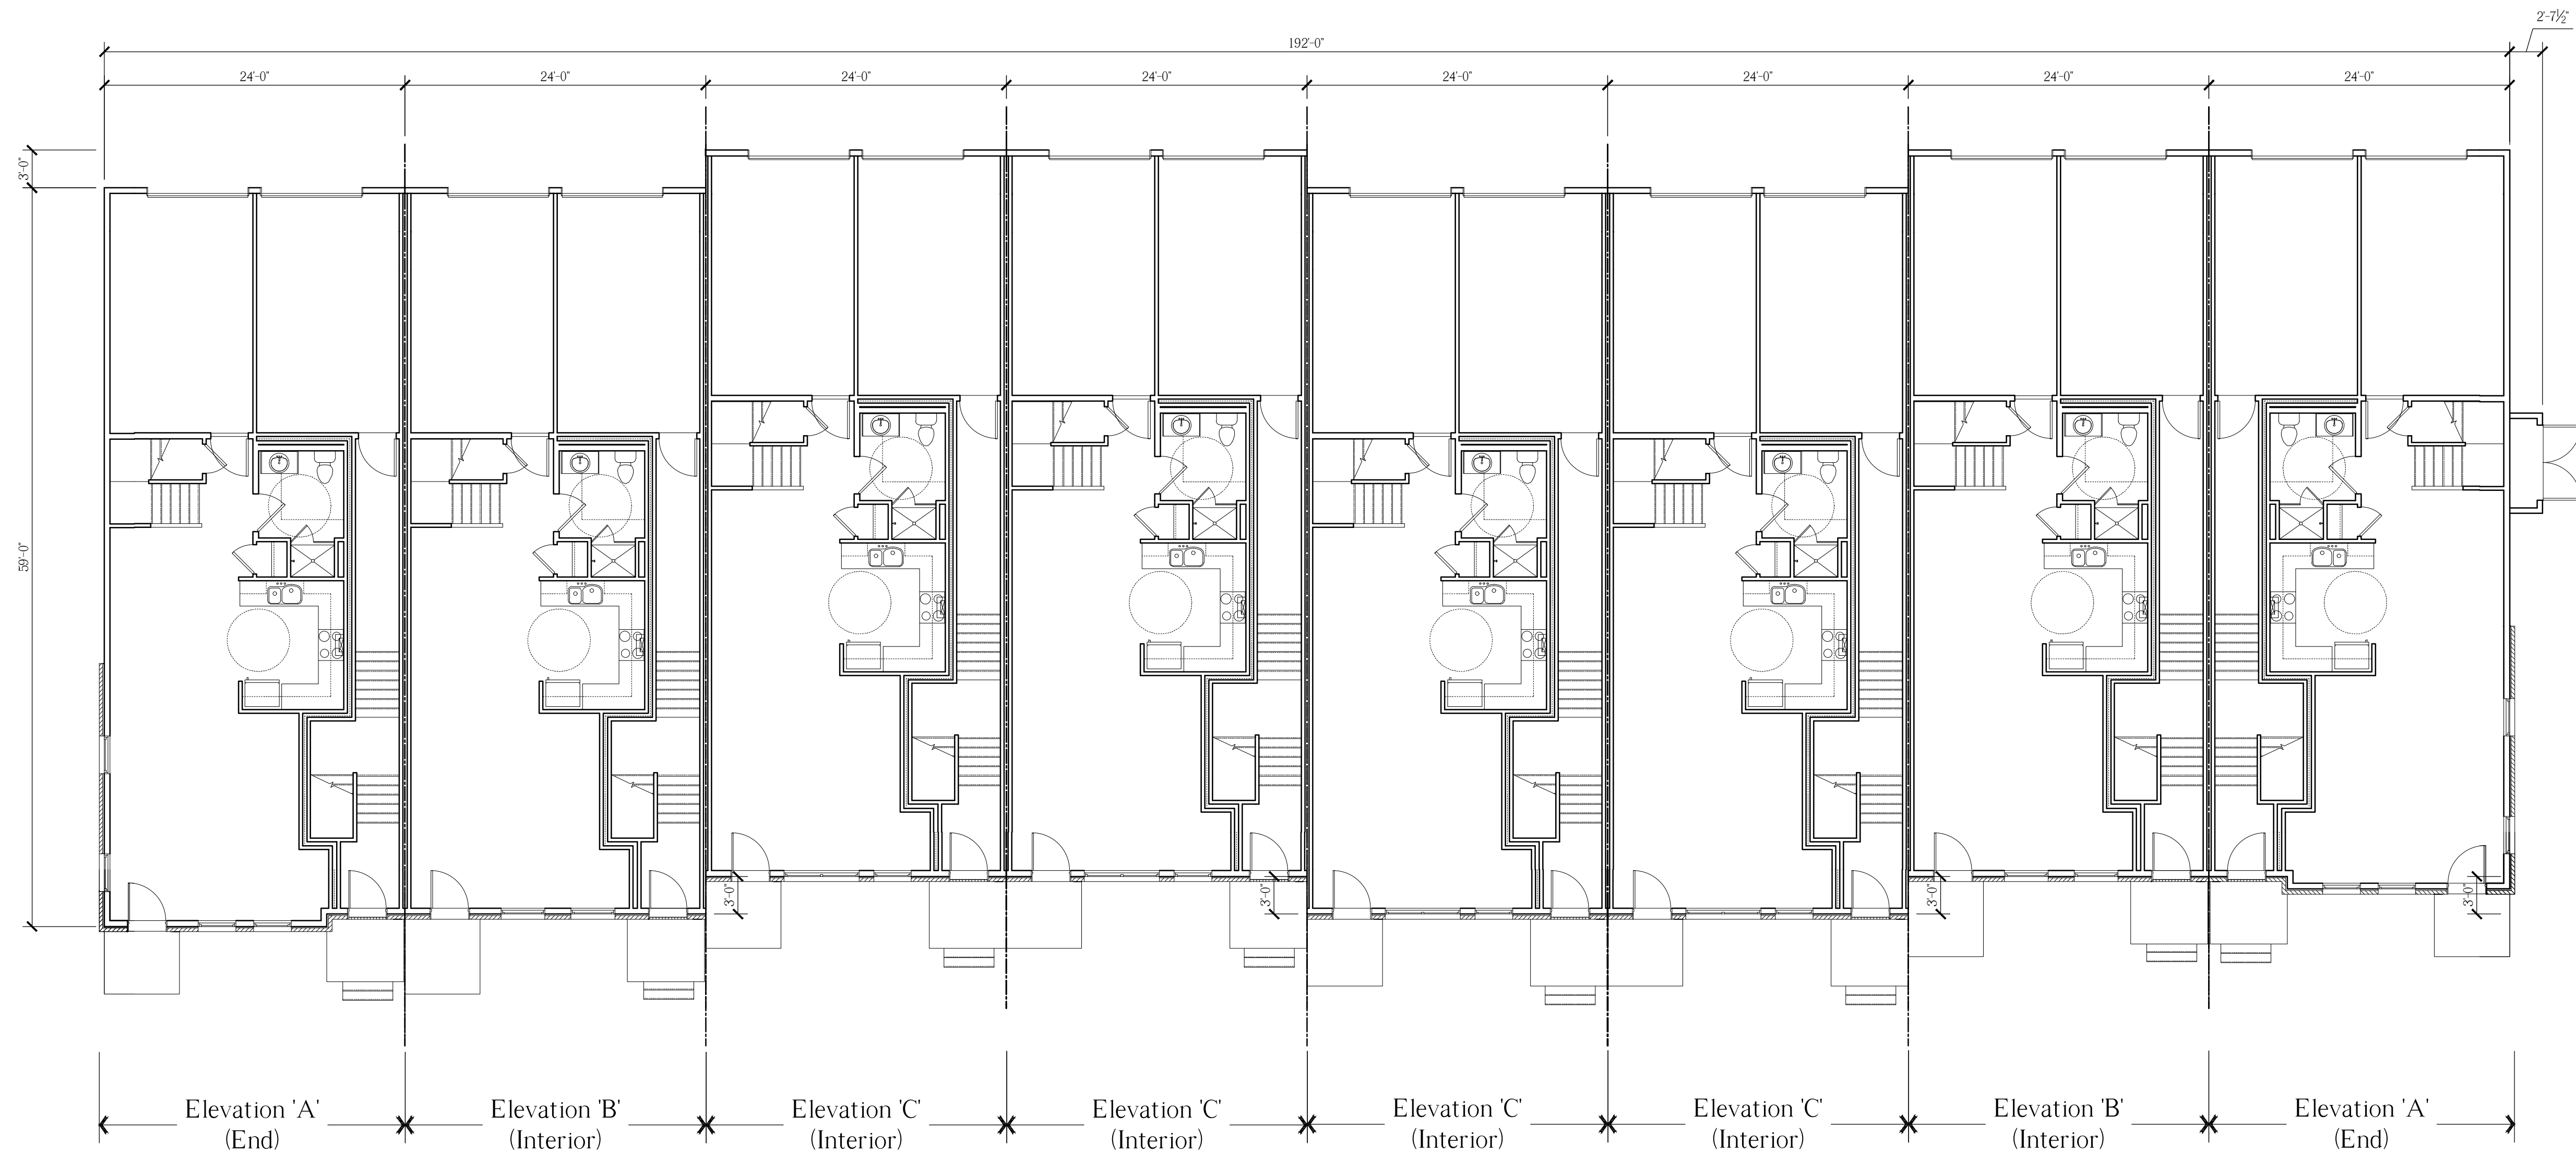 2'-7½"
192'-0"
24'-0" 24'-0" 24'-0" 24'-0" 24'-0" 24'-0" 24'-0" 24'-0"
3'-0"
59'-0"
3'-0" 3'-0" 3'-0" 3'-0"
Elevation 'A' Elevation 'B' Elevation 'C' Elevation 'C' Elevation 'C' Elevation 'C' Elevation 'B' Elevation 'A'
(End) (Interior) (Interior) (Interior) (Interior) (Interior) (Interior) (End)